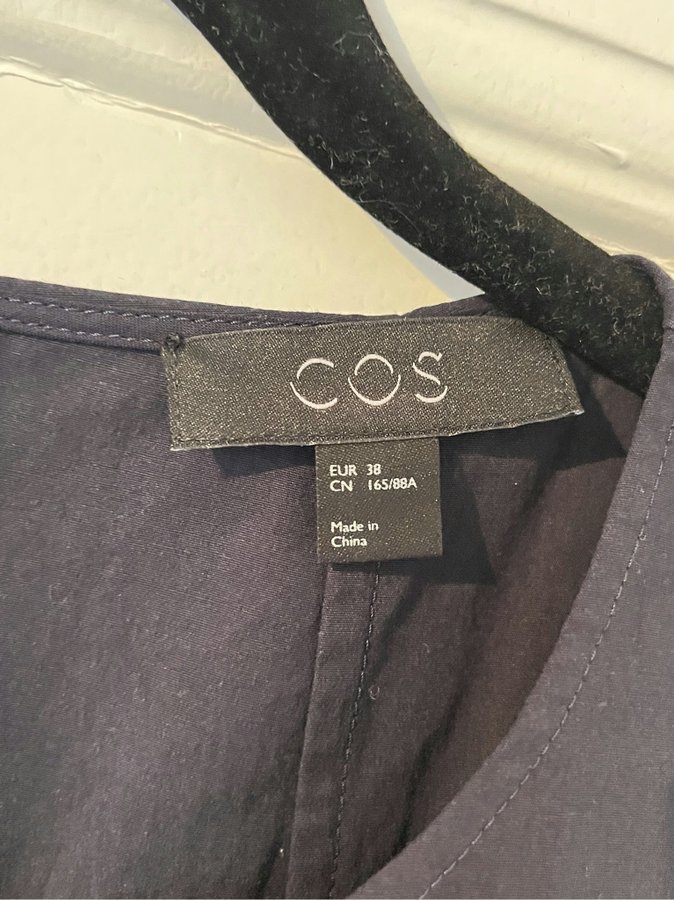 COS
EUR 38
CN 165/88A
Made in
China